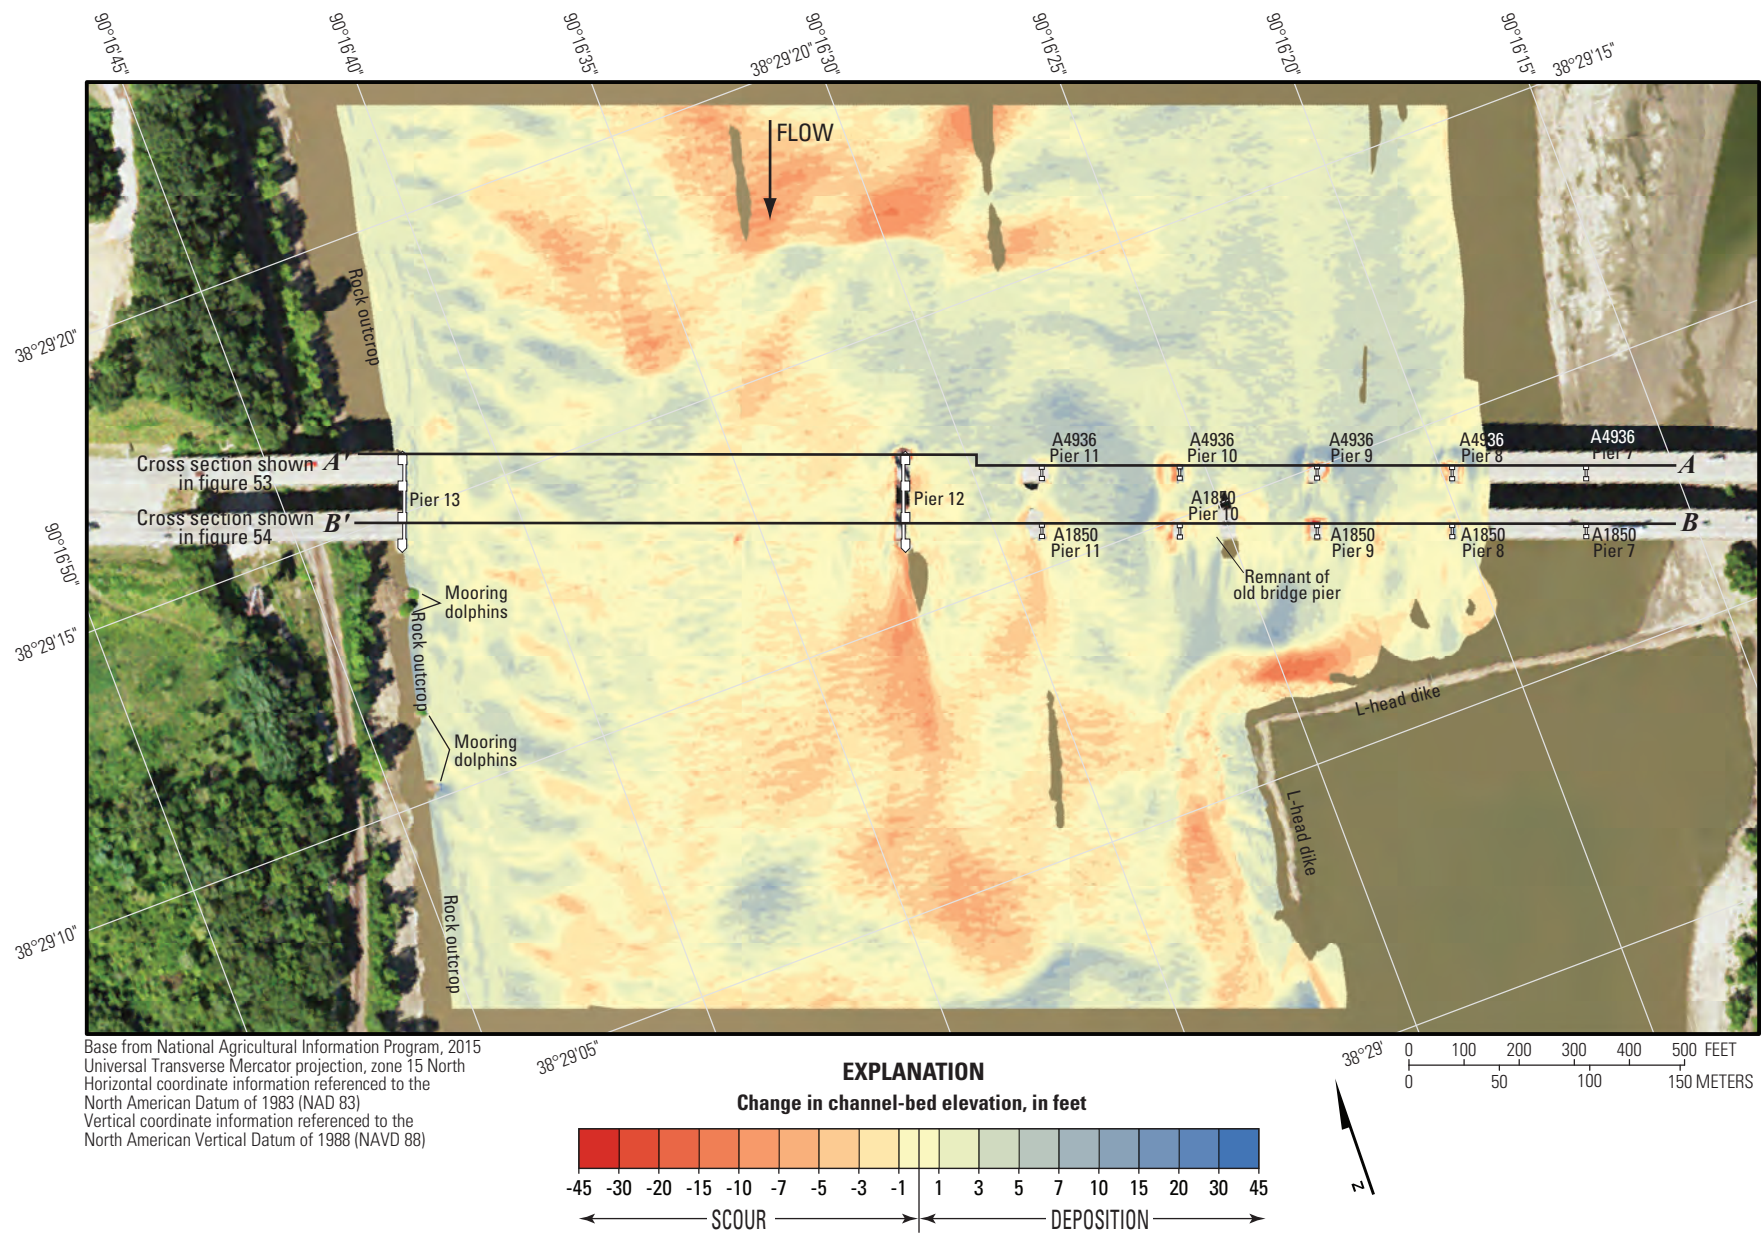 90°16'45"
90°16'40"
90°16'35"
38°29'20"
90°16'30"
90°16'25"
90°16'20"
90°16'15"
38°29'15"
FLOW
Rock outcrop
38°29'20"
A4936
Pier 11
A4936
Pier 10
A4936
Pier 9
A4936
Pier 8
A4936
Pier 7
Cross section shown
in figure 53
A'
A
Pier 13
Pier 12
A1850
Pier 10
Cross section shown
in figure 54
B'
B
A1850
Pier 11
A1850
Pier 9
A1850
Pier 8
A1850
Pier 7
90°16'50"
Remnant of
old bridge pier
Mooring
dolphins
Rock outcrop
38°29'15"
L-head dike
Mooring
dolphins
L-head dike
38°29'10"
Rock outcrop
38°29'05"
38°29'
Base from National Agricultural Information Program, 2015
Universal Transverse Mercator projection, zone 15 North
Horizontal coordinate information referenced to the
North American Datum of 1983 (NAD 83)
Vertical coordinate information referenced to the
North American Vertical Datum of 1988 (NAVD 88)
EXPLANATION
Change in channel-bed elevation, in feet
-45 -30 -20 -15 -10 -7 -5 -3 -1 1 3 5 7 10 15 20 30 45
SCOUR
DEPOSITION
0 100 200 300 400 500 FEET
0 50 100 150 METERS
N